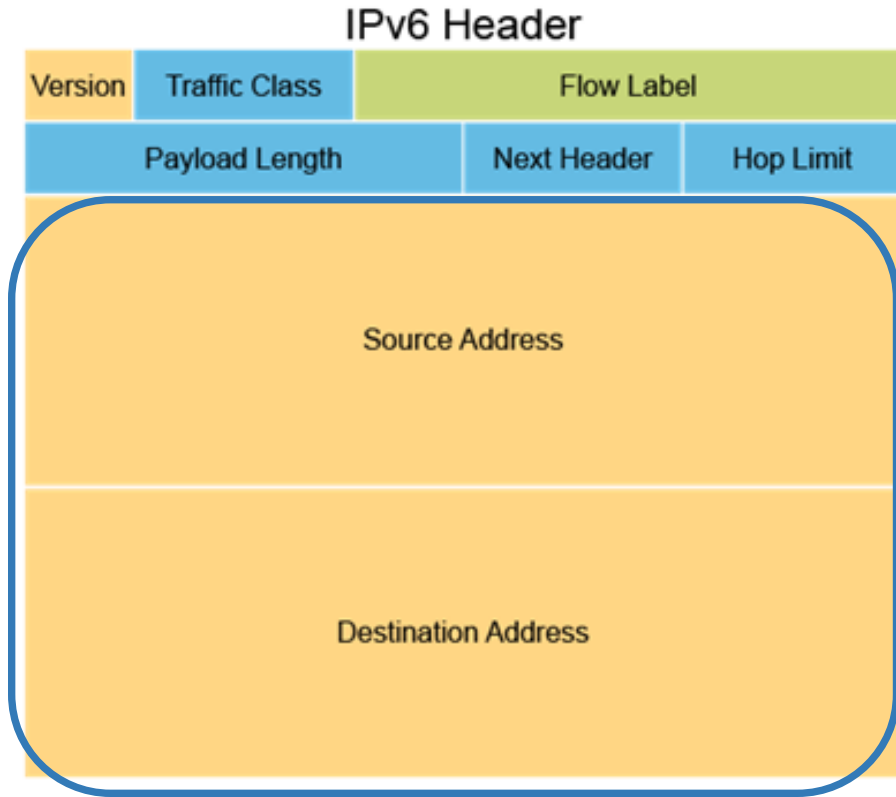 IPv6 Header
Version Traffic Class Flow Label
Payload Length Next Header Hop Limit
Source Address
Destination Address